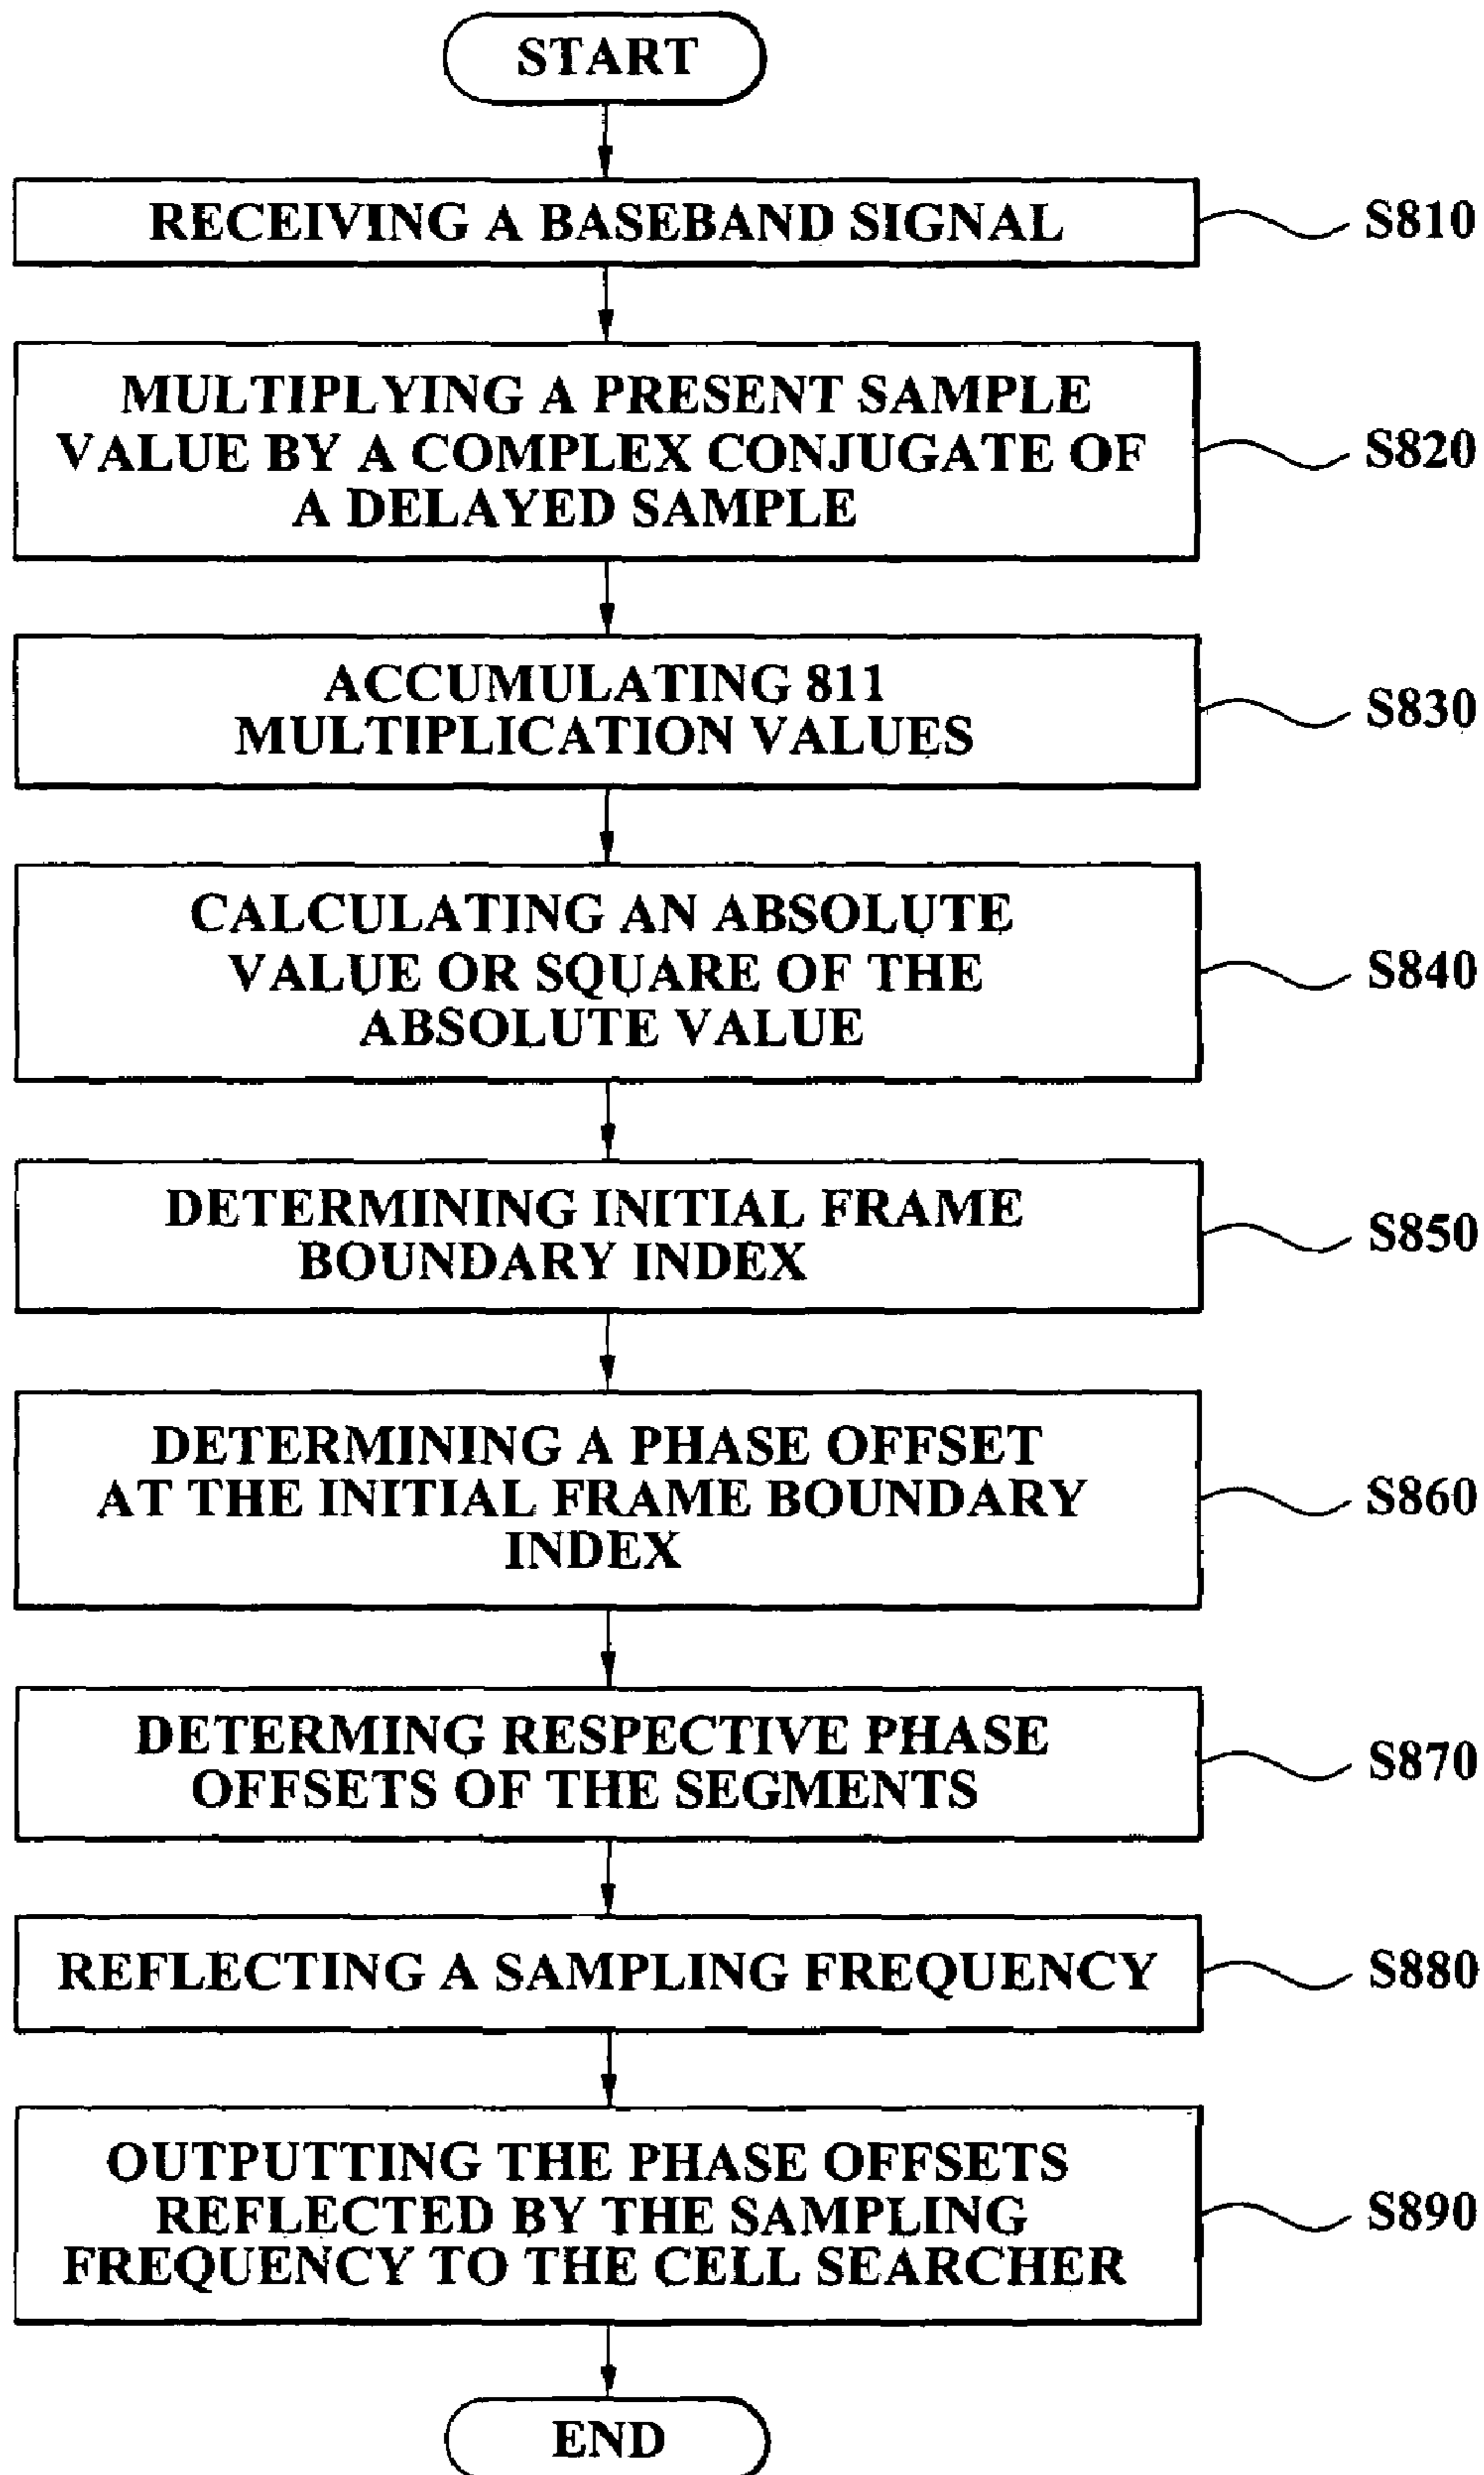 START
RECEIVING A BASEBAND SIGNAL
S810
MULTIPLYING A PRESENT SAMPLE
VALUE BY A COMPLEX CONJUGATE OF
A DELAYED SAMPLE
S820
ACCUMULATING 811
MULTIPLICATION VALUES
S830
CALCULATING AN ABSOLUTE
VALUE OR SQUARE OF THE
ABSOLUTE VALUE
S840
DETERMINING INITIAL FRAME
BOUNDARY INDEX
S850
DETERMINING A PHASE OFFSET
AT THE INITIAL FRAME BOUNDARY
INDEX
S860
DETERMING RESPECTIVE PHASE
OFFSETS OF THE SEGMENTS
S870
REFLECTING A SAMPLING FREQUENCY
S880
OUTPUTTING THE PHASE OFFSETS
REFLECTED BY THE SAMPLING
FREQUENCY TO THE CELL SEARCHER
S890
END